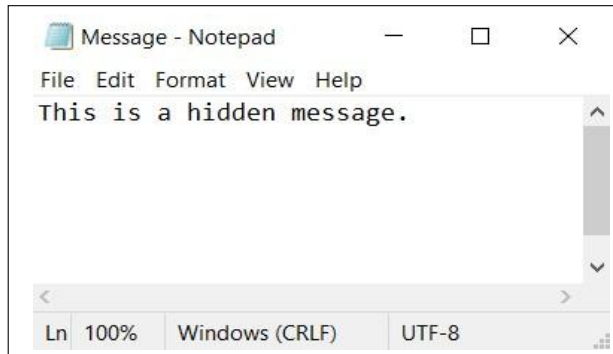 Message - Notepad
File Edit Format View Help
This is a hidden message.
Ln 100% Windows (CRLF) UTF-8